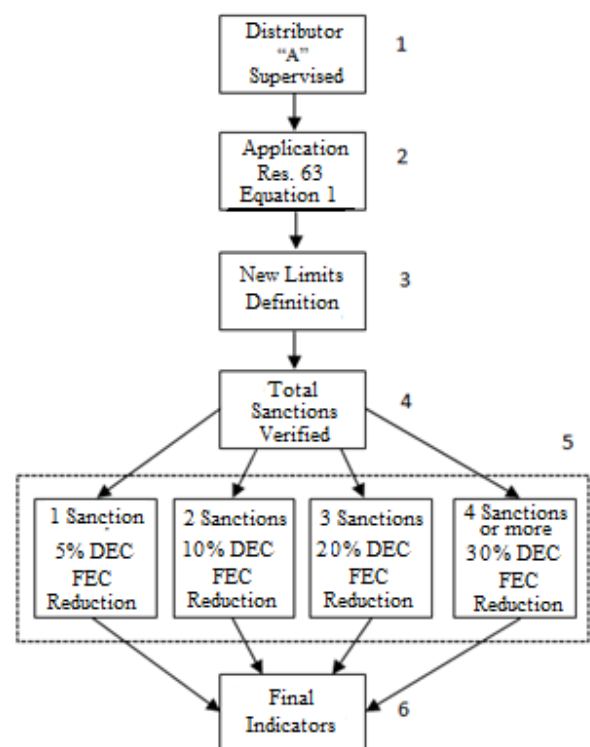 Distributor
"A"
Supervised
1
Application
Res. 63
Equation 1
2
New Limits
Definition
3
Total
Sanctions
Verified
4
5
1 Sanction
5% DEC
FEC
Reduction
2 Sanctions
10% DEC
FEC
Reduction
3 Sanctions
20% DEC
FEC
Reduction
4 Sanctions
or more
30% DEC
FEC
Reduction
Final
Indicators
6